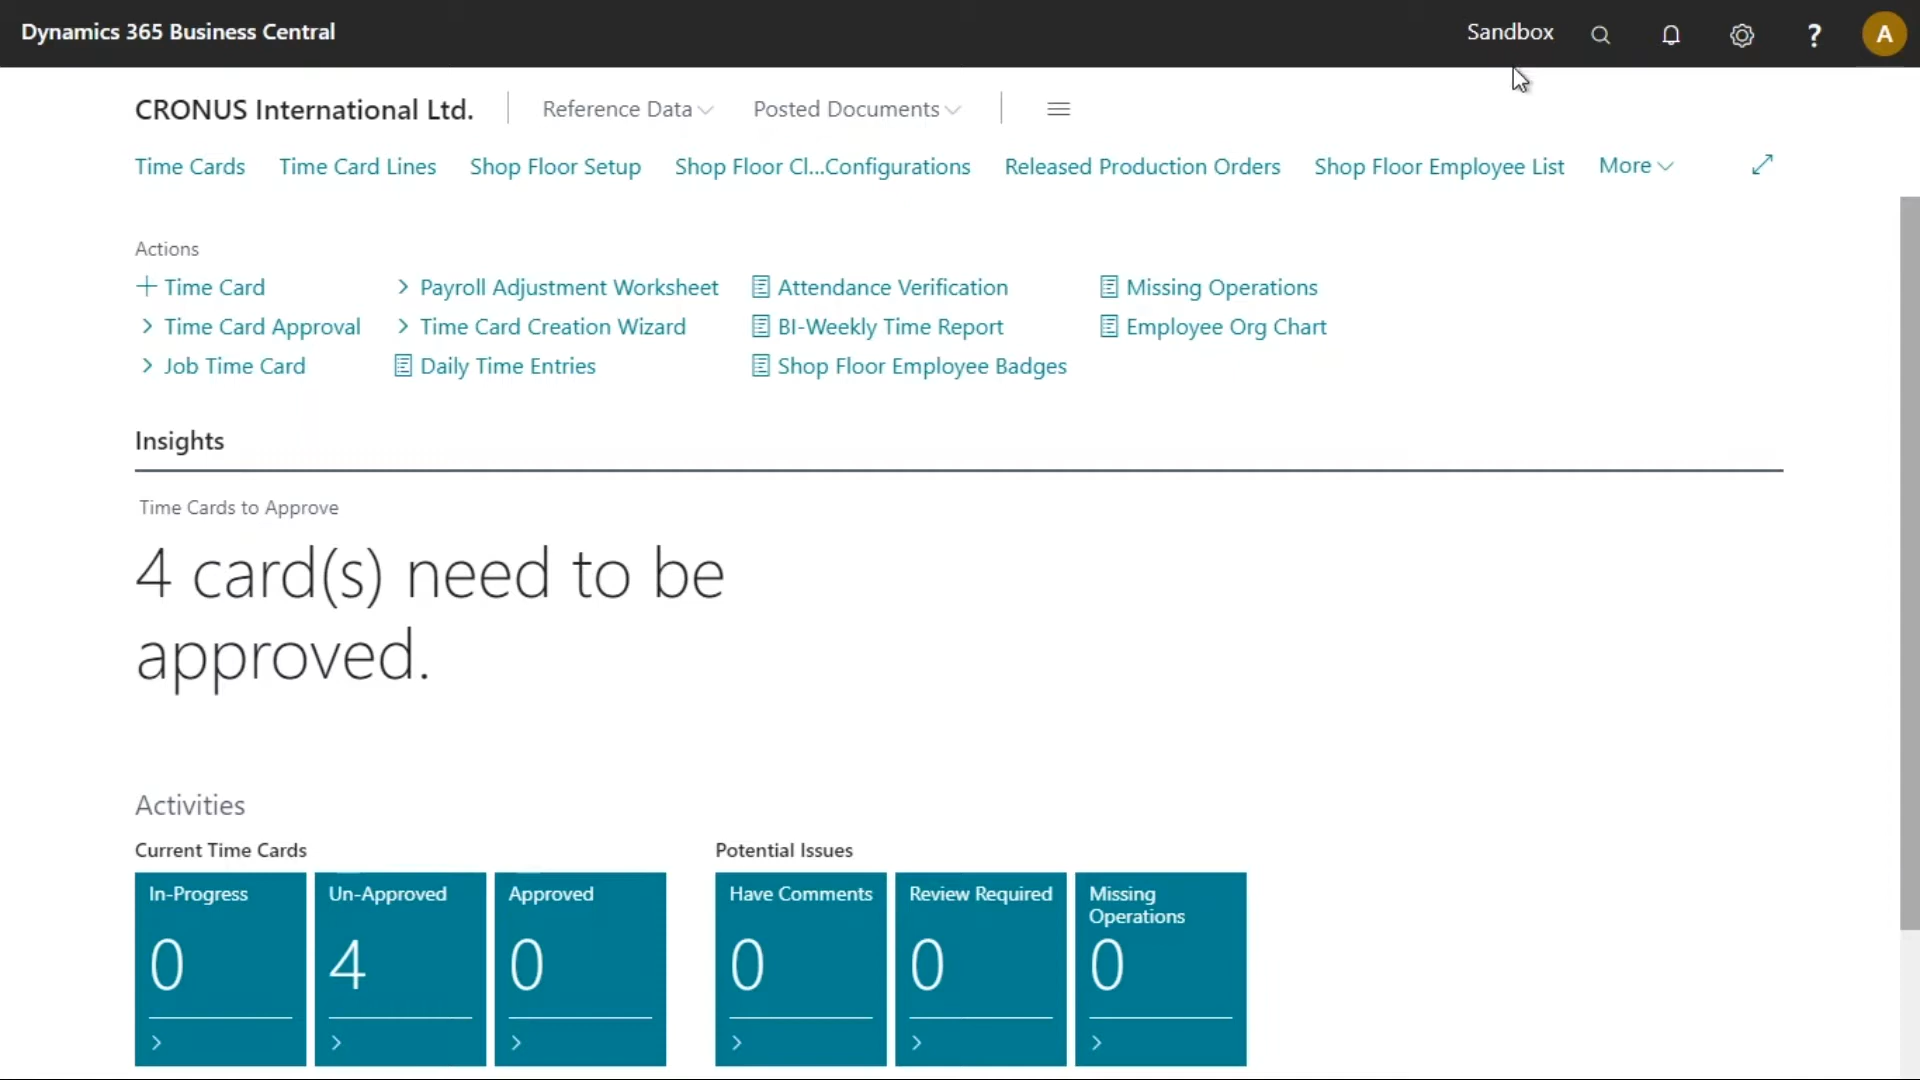 Dynamics 365 Business Central
Sandbox
?
A
CRONUS International Ltd.
Reference Data
Posted Documents
Time Cards
Time Card Lines
Shop Floor Setup
Shop Floor Cl...Configurations
Released Production Orders
Shop Floor Employee List
More
Actions
Time Card
Payroll Adjustment Worksheet
Attendance Verification
Missing Operations
Time Card Approval
Time Card Creation Wizard
BI-Weekly Time Report
Employee Org Chart
Job Time Card
Daily Time Entries
Shop Floor Employee Badges
Insights
Time Cards to Approve
4 card(s) need to be
approved.
Activities
Current Time Cards
Potential Issues
In-Progress
0
Un-Approved
4
Approved
0
Have Comments
0
Review Required
0
Missing
Operations
0